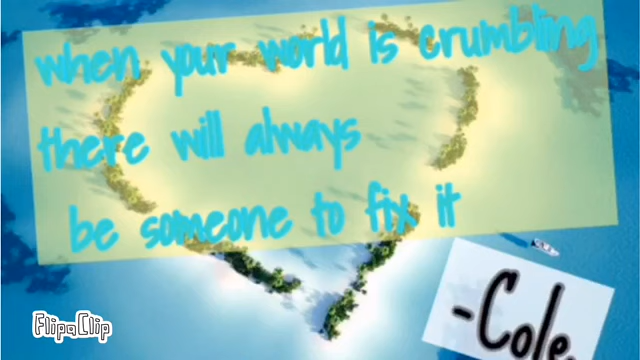 when your world is crumbling
there will always
be someone to fix it
-Cole
FlipaClip